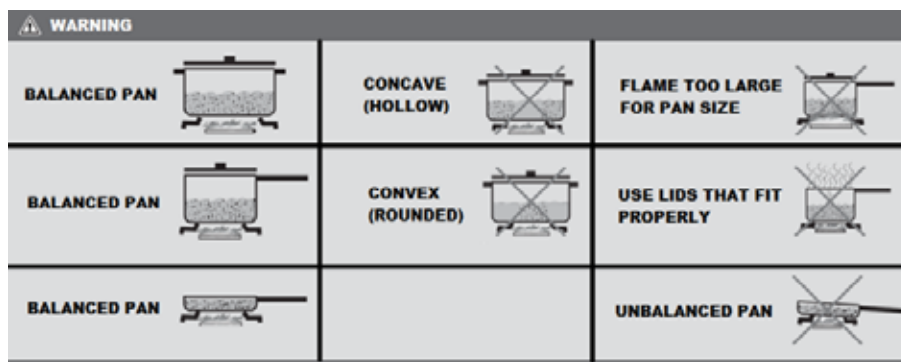 WARNING
BALANCED PAN
CONCAVE
(HOLLOW)
FLAME TOO LARGE
FOR PAN SIZE
BALANCED PAN
CONVEX
(ROUNDED)
USE LIDS THAT FIT
PROPERLY
BALANCED PAN
UNBALANCED PAN